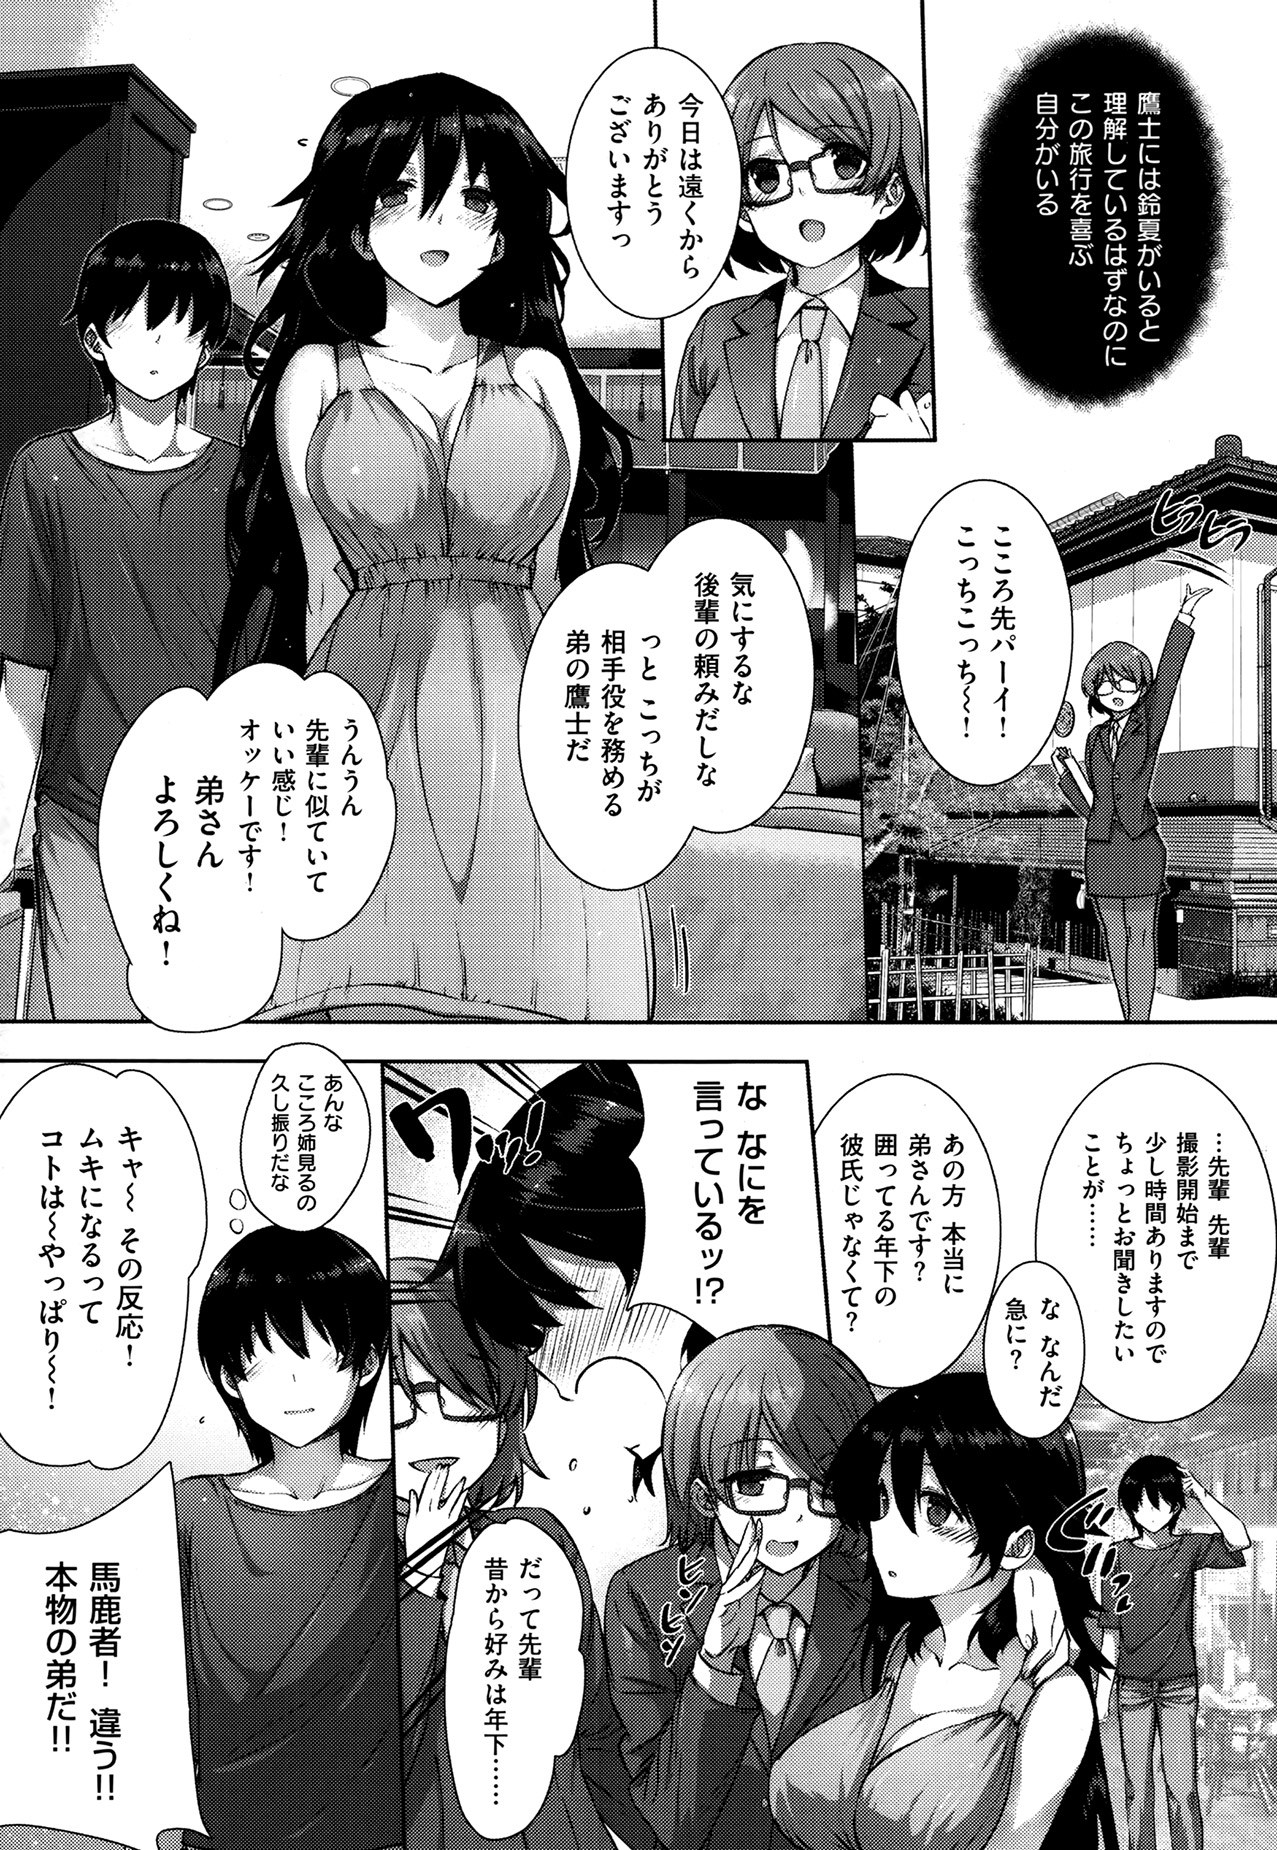 鷹士には鈴夏がいると
理解しているはずなのに
この旅行を喜ぶ
自分がいる
こころ先パーイ！
こっちこっち〜！
ヒラヒラ
今日は遠くから
ありがとう
ございますっ
気にするな
後輩の頼みだしな
っと こっちが
相手役を務める
弟の鷹士だ
うんうん
先輩に似ていて
いい感じ！
オッケーです！
弟さん
よろしくね！
…先輩 先輩
撮影開始まで
少し時間ありますので
ちょっとお聞きしたい
ことが……
な なんだ
急に？
あの方 本当に
弟さんです？
囲ってる年下の
彼氏じゃなくて？
ヒソヒソ
な なにを
言っているッ!?
だって先輩
昔から好みは年下……
あんな
こころ姉見るの
久し振りだな
キャ〜 その反応！
ムキになるって
コトは〜やっぱり〜！
馬鹿者！ 違う!!
本物の弟だ!!